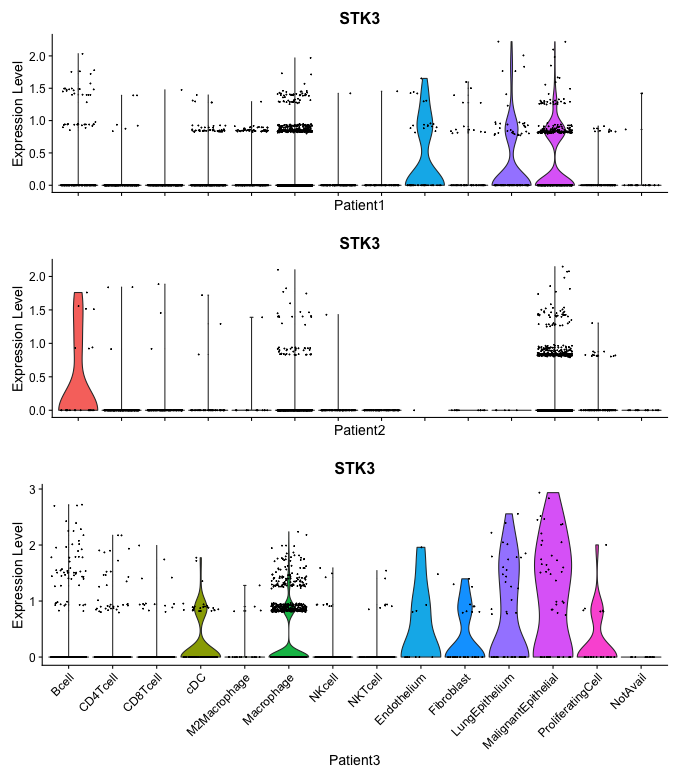 STK3
Expression Level
2.0
1.5
1.0
0.5
0.0
Patient1
STK3
Expression Level
2.0
1.5
1.0
0.5
0.0
Patient2
STK3
Expression Level
3
2
1
0
Bcell
CD4Tcell
CD8Tcell
cDC
M2Macrophage
Macrophage
NKcell
NKTcell
Endothelium
Fibroblast
LungEpithelium
MalignantEpithelial
ProliferatingCell
NotAvail
Patient3